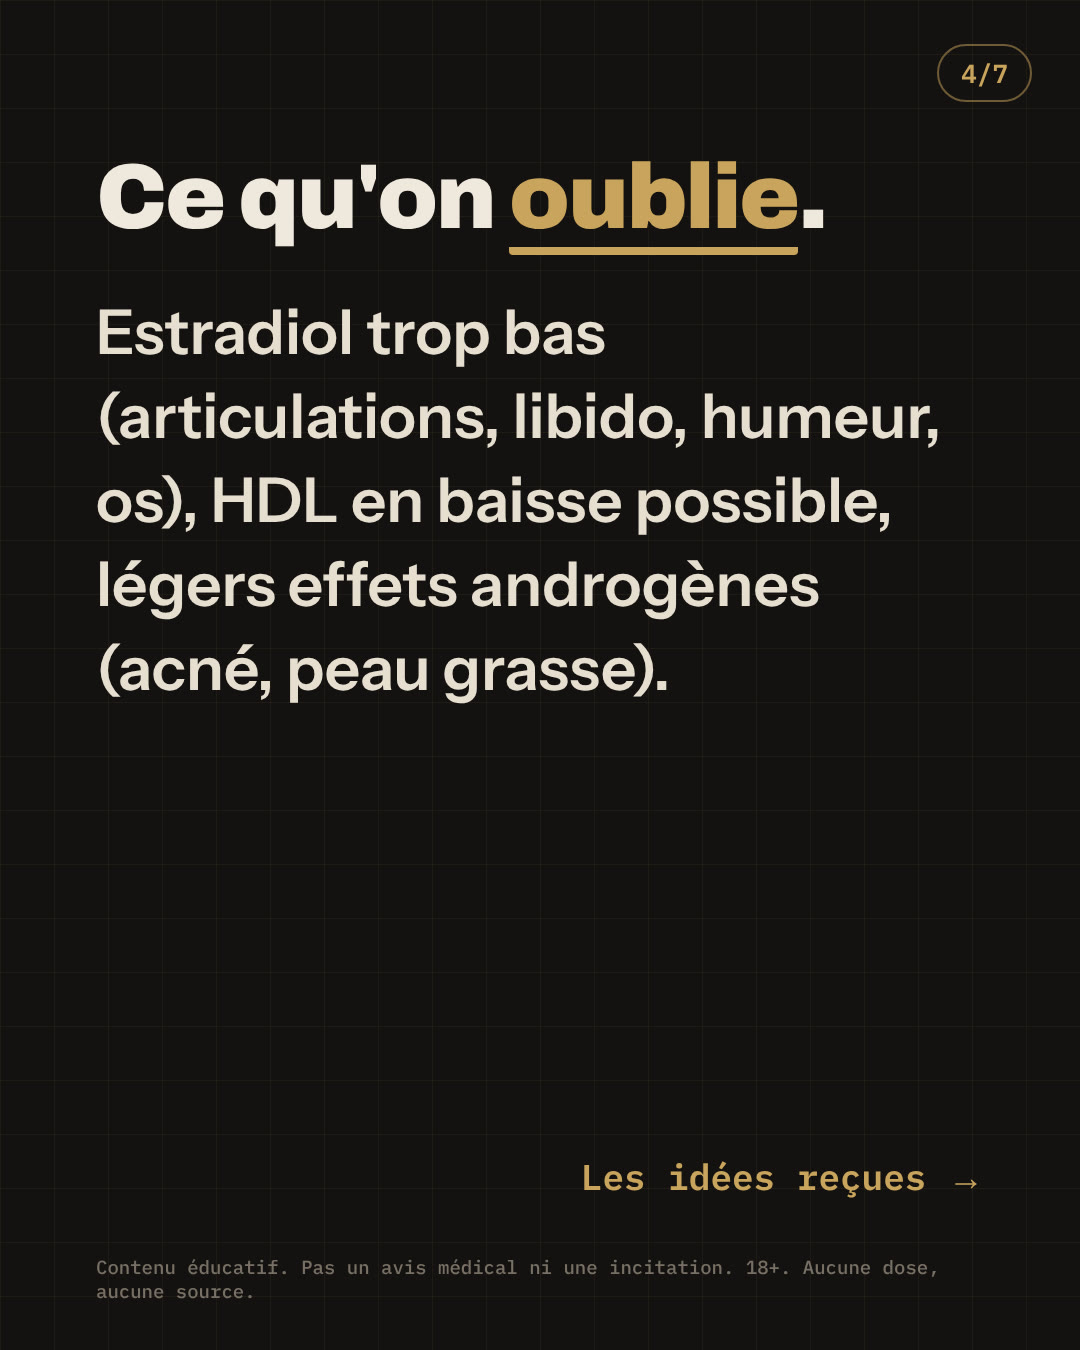 4/7
Ce qu'on oublie.
Estradiol trop bas
(articulations, libido, humeur,
os), HDL en baisse possible,
légers effets androgènes
(acné, peau grasse).
Les idées reçues →
Contenu éducatif. Pas un avis médical ni une incitation. 18+. Aucune dose,
aucune source.